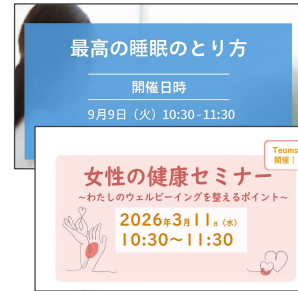 最高の睡眠のとり方
開催日時
9月9日（火）10:30-11:30
Teams
開催！
女性の健康セミナー
~わたしのウェルビーイングを整えるポイント~
2026年3月11日（水）
10:30~11:30